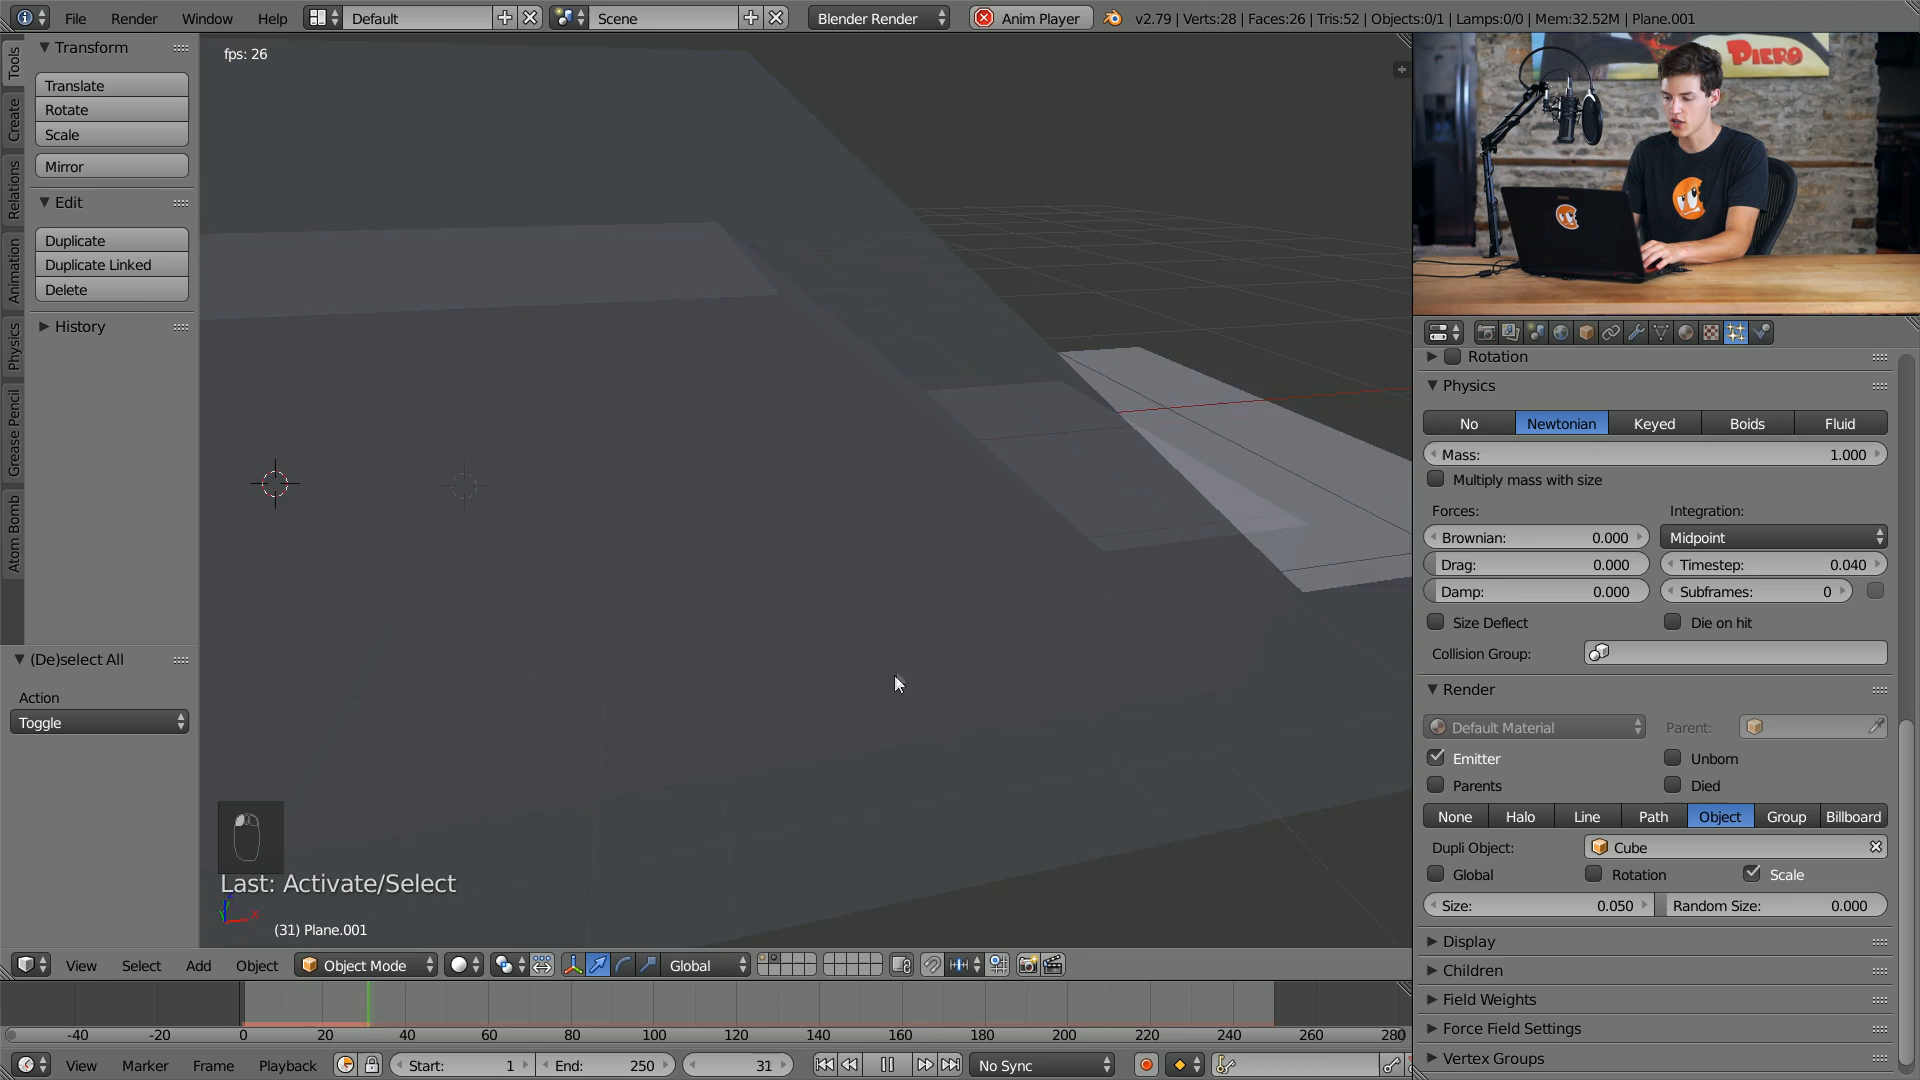 File Render Window Help Default Scene Blender Render Anim Player v2.79 | Verts:28 | Faces:26 | Tris:52 | Objects:0/1 | Lamps:0/0 | Mem:32.52M | Plane.001
Tools
Create
Relations
Animation
Physics
Grease Pencil
Atom Bomb
Transform
Translate
Rotate
Scale
Mirror
Edit
Duplicate
Duplicate Linked
Delete
History
(De)select All
Action
Toggle
fps: 26
Last: Activate/Select
(31) Plane.001
PIERO
Rotation
Physics
No Newtonian Keyed Boids Fluid
Mass: 1.000
Multiply mass with size
Forces: Integration:
Brownian: 0.000 Midpoint
Drag: 0.000 Timestep: 0.040
Damp: 0.000 Subframes: 0
Size Deflect Die on hit
Collision Group:
Render
Default Material Parent:
Emitter Unborn
Parents Died
None Halo Line Path Object Group Billboard
Dupli Object: Cube
Global Rotation Scale
Size: 0.050 Random Size: 0.000
Display
Children
Field Weights
Force Field Settings
Vertex Groups
View Select Add Object Object Mode Global
-40 -20 0 20 40 60 80 100 120 140 160 180 200 220 240 260 280
View Marker Frame Playback Start: 1 End: 250 31 No Sync